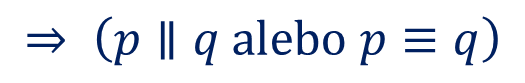 ⇒ (p ∥ q alebo p ≡ q)